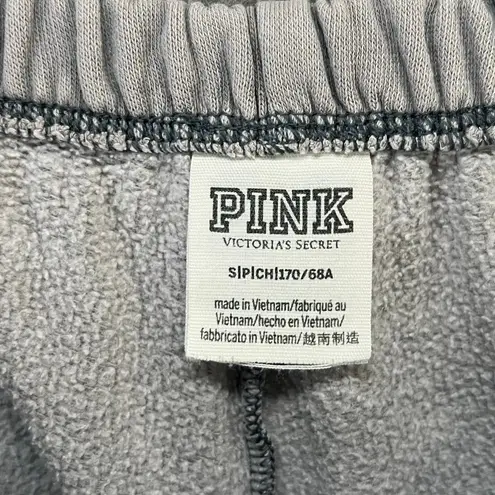 PINK
VICTORIA'S SECRET
S|P|CH|170/68A
made in Vietnam/fabriqué au
Vietnam/hecho en Vietnam/
fabbricato in Vietnam/越南制造